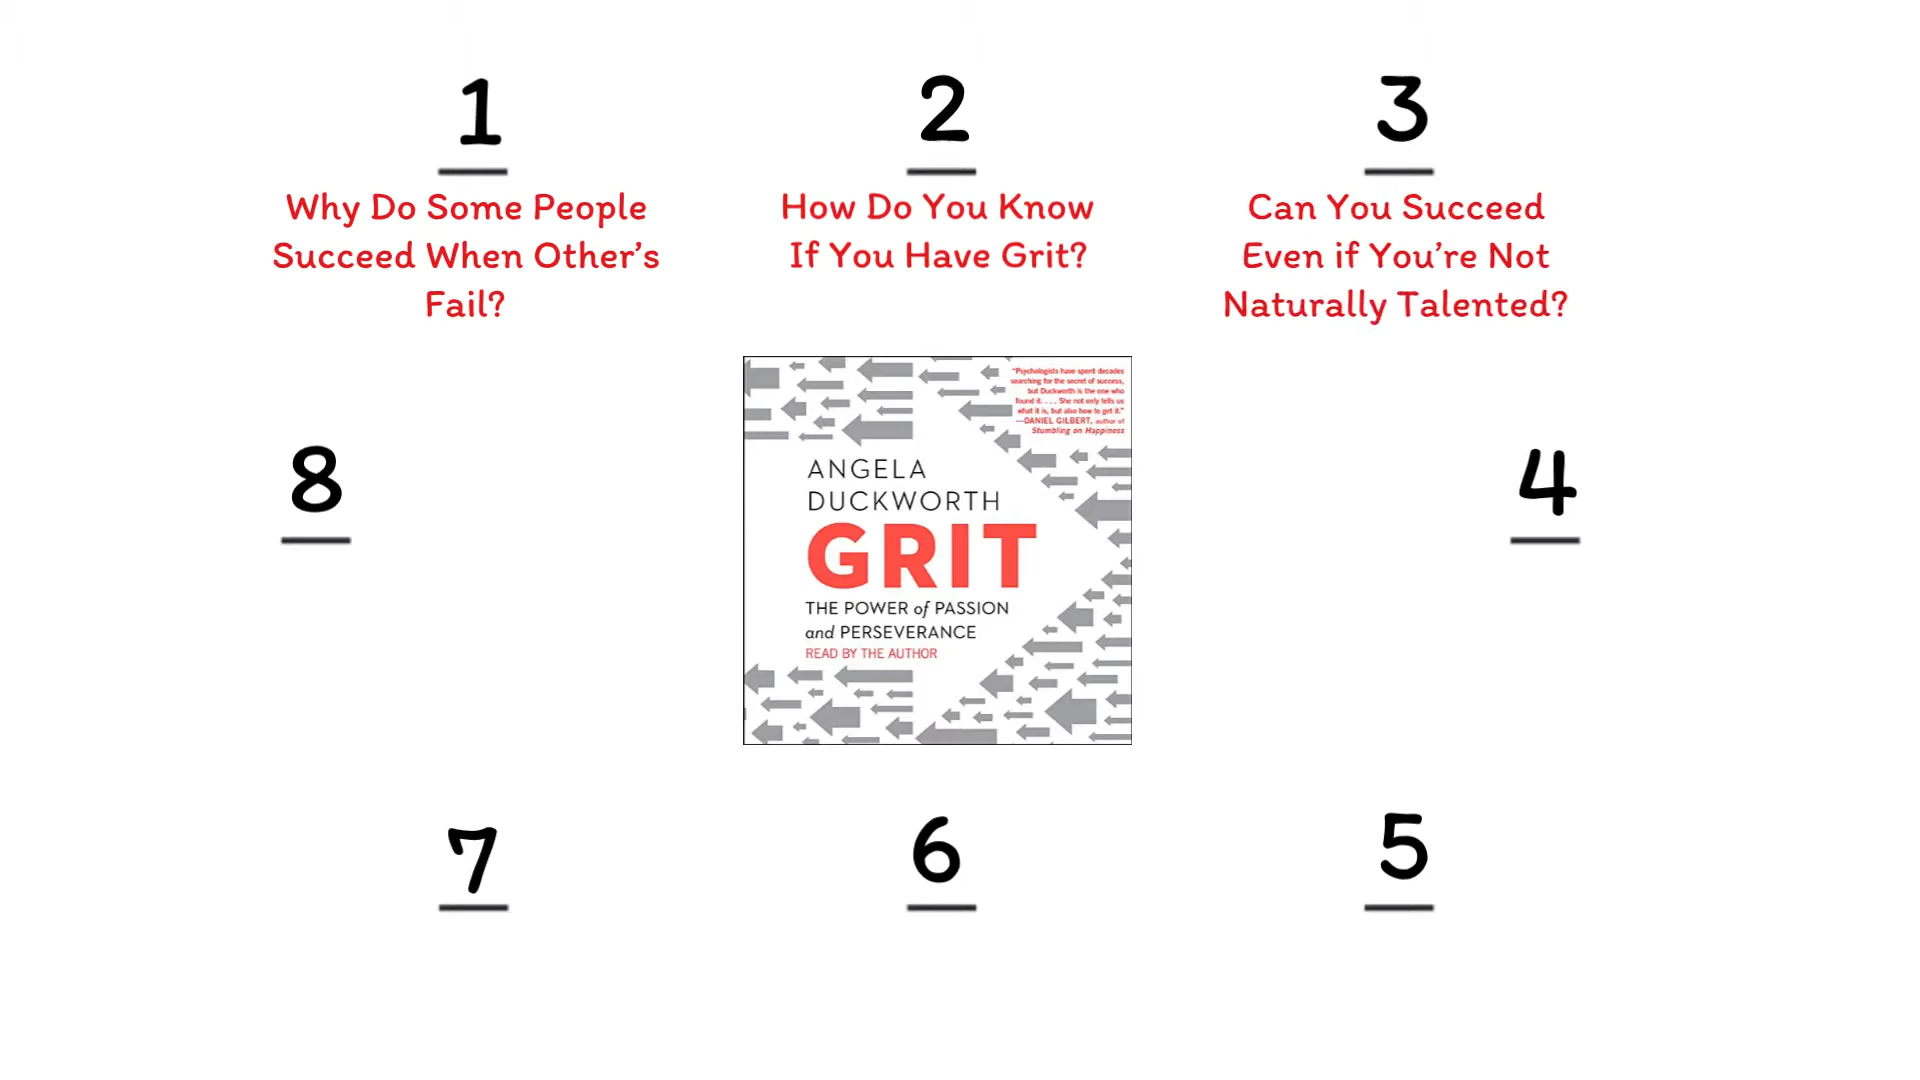 1
Why Do Some People
Succeed When Other's
Fail?
2
How Do You Know
If You Have Grit?
3
Can You Succeed
Even if You're Not
Naturally Talented?
"Psychologists have spent decades
searching for the secret of success,
but Duckworth is the one who
found it. . . . She not only tells us
what it is, but also how to get it."
—DANIEL GILBERT, author of
Stumbling on Happiness
ANGELA
DUCKWORTH
GRIT
THE POWER of PASSION
and PERSEVERANCE
READ BY THE AUTHOR
4
5
6
7
8